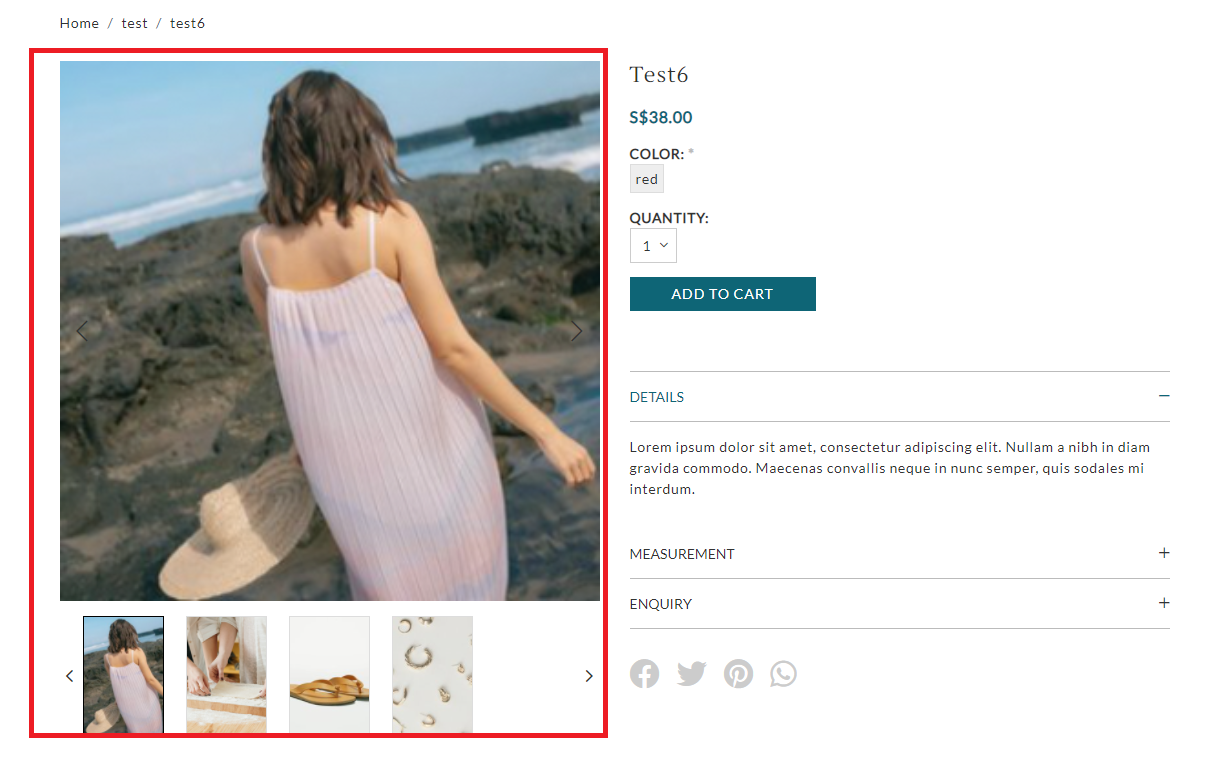 Home / test / test6
Test6
S$38.00
COLOR: *
red
QUANTITY:
1
ADD TO CART
DETAILS
Lorem ipsum dolor sit amet, consectetur adipiscing elit. Nullam a nibh in diam
gravida commodo. Maecenas convallis neque in nunc semper, quis sodales mi
interdum.
MEASUREMENT
ENQUIRY